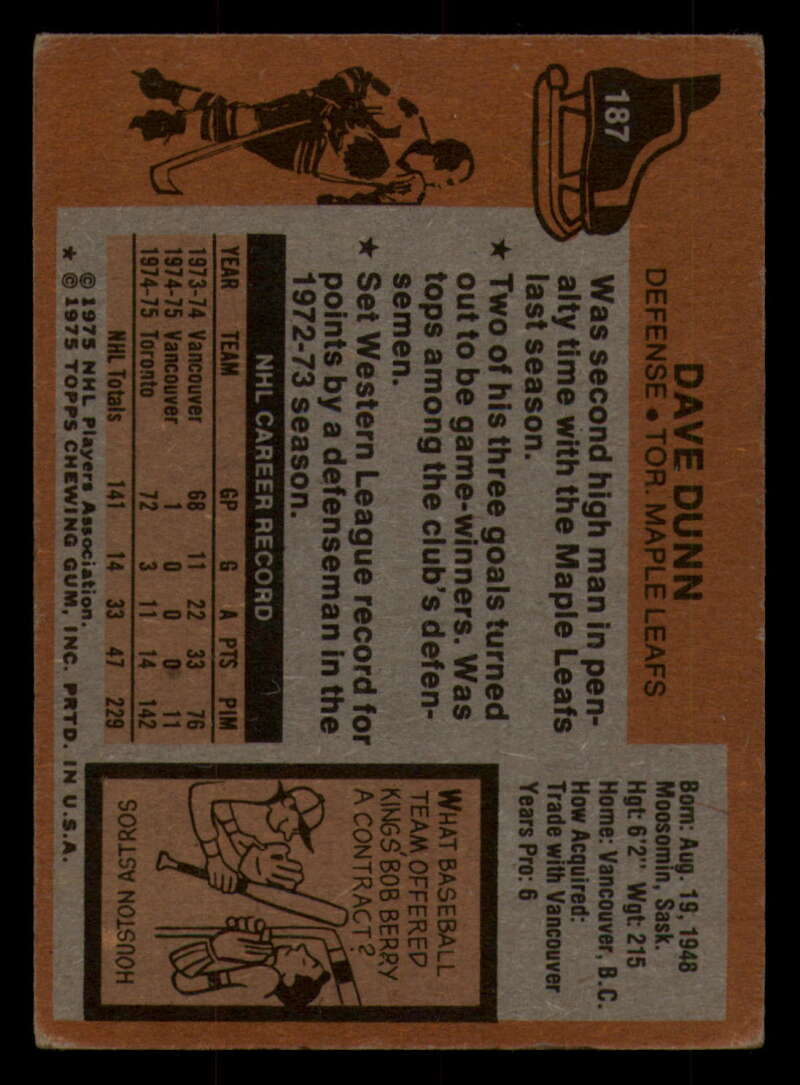 187
DAVE DUNN
DEFENSE • TOR. MAPLE LEAFS
Was second high man in pen-
alty time with the Maple Leafs
last season.
★ Two of his three goals turned
out to be game-winners. Was
tops among the club's defen-
semen.
★ Set Western League record for
points by a defenseman in the
1972-73 season.
Born: Aug. 19, 1948
Moosomin, Sask.
Hgt: 6'2" Wgt: 215
Home: Vancouver, B.C.
How Acquired:
Trade with Vancouver
Years Pro: 6
NHL CAREER RECORD
YEAR TEAM GP G A PTS PIM
1973-74 Vancouver 68 11 22 33 76
1974-75 Vancouver 1 0 0 0 11
1974-75 Toronto 72 3 11 14 142
NHL Totals 141 14 33 47 229
WHAT BASEBALL
TEAM OFFERED
KINGS' BOB BERRY
A CONTRACT?
HOUSTON ASTROS
© 1975 NHL Players Association.
★ © 1975 TOPPS CHEWING GUM, INC. PRTD. IN U.S.A.